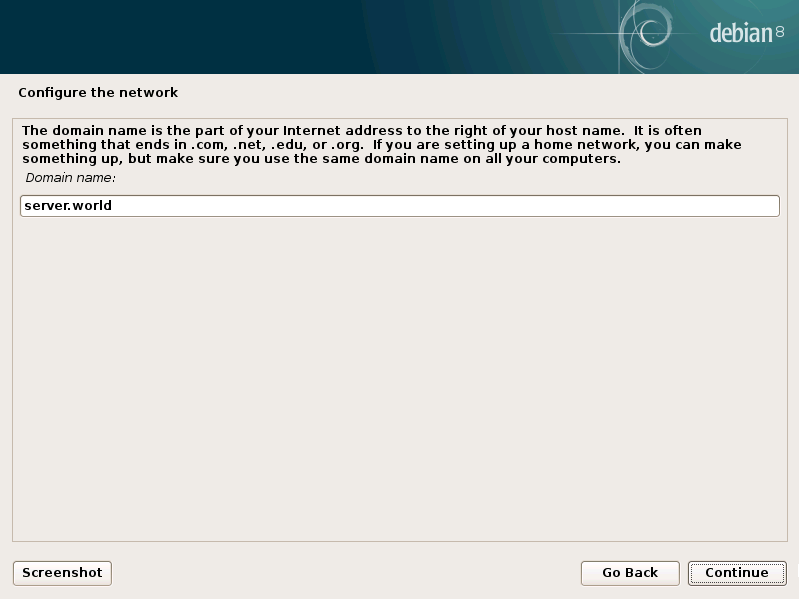 debian 8
Configure the network
The domain name is the part of your Internet address to the right of your host name.  It is often
something that ends in .com, .net, .edu, or .org.  If you are setting up a home network, you can make
something up, but make sure you use the same domain name on all your computers.
Domain name:
server.world
Screenshot
Go Back
Continue